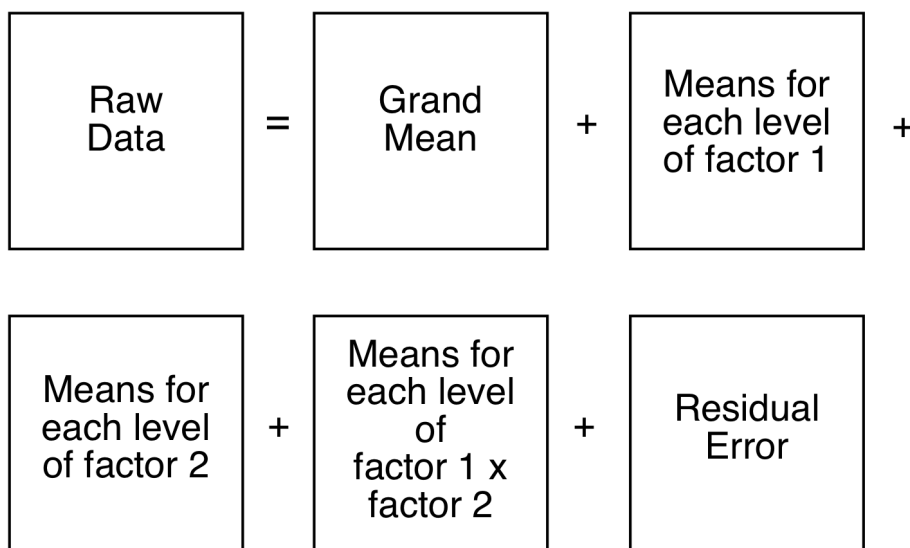 Raw
Data
=
Grand
Mean
+
Means for
each level
of factor 1
+
Means for
each level
of factor 2
+
Means for
each level
of
factor 1 x
factor 2
+
Residual
Error